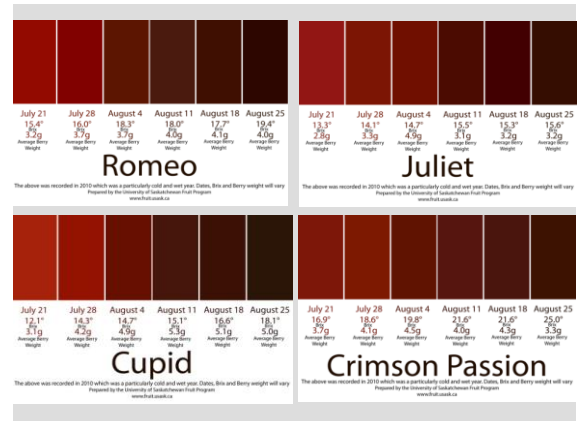 July 21 July 28 August 4 August 11 August 18 August 25
15.4° 16.0° 18.3° 18.0° 17.7° 19.4°
Brix Brix Brix Brix Brix Brix
3.2g 3.7g 3.7g 4.0g 4.1g 4.0g
Average Berry Average Berry Average Berry Average Berry Average Berry Average Berry
Weight Weight Weight Weight Weight Weight
Romeo
The above was recorded in 2010 which was a particularly cold and wet year. Dates, Brix and Berry weight will vary
Prepared by the University of Saskatchewan Fruit Program
www.fruit.usask.ca
July 21 July 28 August 4 August 11 August 18 August 25
13.3° 14.1° 14.7° 15.5° 15.3° 15.6°
Brix Brix Brix Brix Brix Brix
2.8g 3.3g 4.9g 3.1g 3.2g 3.2g
Average Berry Average Berry Average Berry Average Berry Average Berry Average Berry
Weight Weight Weight Weight Weight Weight
Juliet
The above was recorded in 2010 which was a particularly cold and wet year. Dates, Brix and Berry weight will vary
Prepared by the University of Saskatchewan Fruit Program
www.fruit.usask.ca
July 21 July 28 August 4 August 11 August 18 August 25
12.1° 14.3° 14.7° 15.1° 16.6° 18.1°
Brix Brix Brix Brix Brix Brix
3.1g 4.2g 4.9g 5.3g 5.1g 5.0g
Average Berry Average Berry Average Berry Average Berry Average Berry Average Berry
Weight Weight Weight Weight Weight Weight
Cupid
The above was recorded in 2010 which was a particularly cold and wet year. Dates, Brix and Berry weight will vary
Prepared by the University of Saskatchewan Fruit Program
www.fruit.usask.ca
July 21 July 28 August 4 August 11 August 18 August 25
16.9° 18.6° 19.8° 21.6° 21.6° 25.0°
Brix Brix Brix Brix Brix Brix
3.7g 4.1g 4.5g 4.0g 4.3g 3.3g
Average Berry Average Berry Average Berry Average Berry Average Berry Average Berry
Weight Weight Weight Weight Weight Weight
Crimson Passion
The above was recorded in 2010 which was a particularly cold and wet year. Dates, Brix and Berry weight will vary
Prepared by the University of Saskatchewan Fruit Program
www.fruit.usask.ca